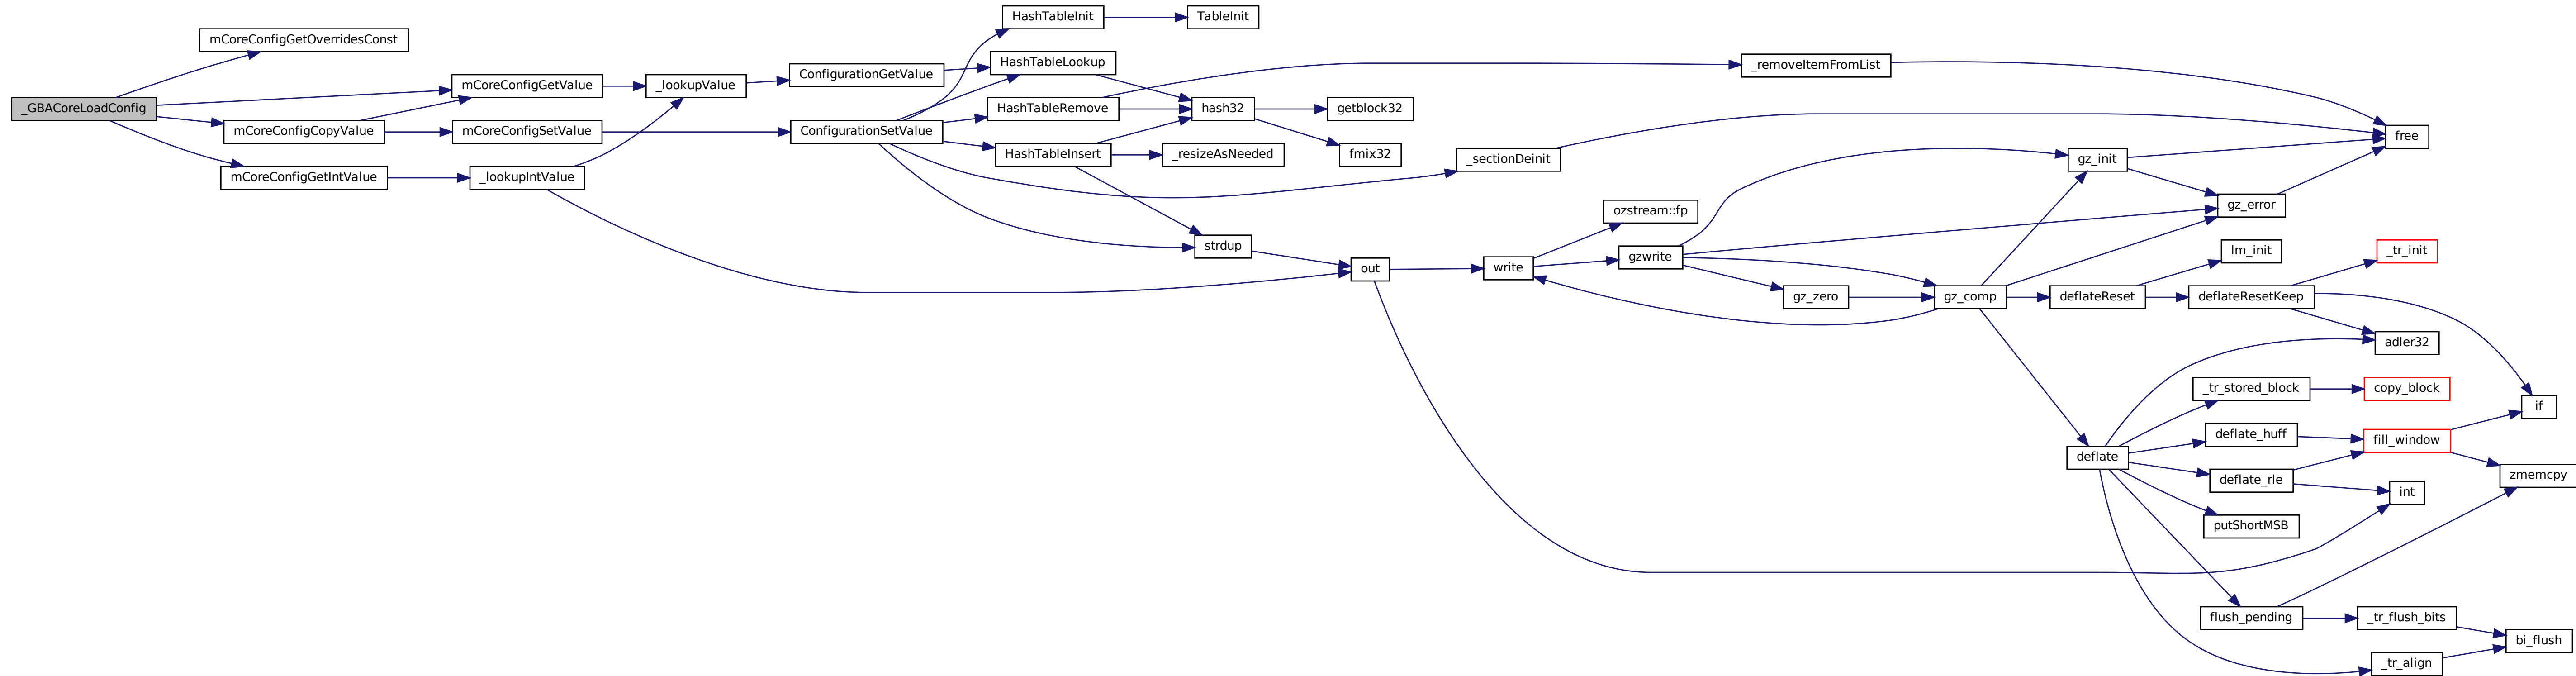 _GBACoreLoadConfig
mCoreConfigGetOverridesConst
mCoreConfigGetValue
mCoreConfigCopyValue
mCoreConfigGetIntValue
mCoreConfigSetValue
_lookupIntValue
_lookupValue
ConfigurationGetValue
ConfigurationSetValue
HashTableInit
HashTableLookup
HashTableRemove
HashTableInsert
TableInit
hash32
_resizeAsNeeded
strdup
getblock32
fmix32
out
_sectionDeinit
write
ozstream::fp
gzwrite
_removeItemFromList
gz_zero
gz_comp
gz_init
deflateReset
deflate
free
gz_error
lm_init
deflateResetKeep
_tr_stored_block
deflate_huff
deflate_rle
putShortMSB
flush_pending
_tr_init
adler32
copy_block
fill_window
int
_tr_flush_bits
_tr_align
if
zmemcpy
bi_flush